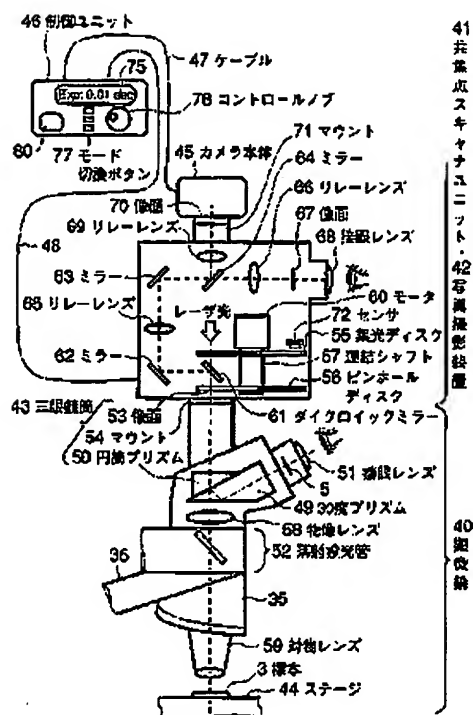 46 制御ユニット
75
47 ケーブル
Exp: 0.01 sec
78 コントロールノブ
71 マウント
80
77 モード
切換ボタン
45 カメラ本体
64 ミラー
66 リレーレンズ
70 像面
67 像面
69 リレーレンズ
68 接眼レンズ
48
63 ミラー
60 モータ
65 リレーレンズ
レーザ光
72 センサ
55 集光ディスク
57 連結シャフト
62 ミラー
56 ピンホール
ディスク
43 三眼鏡筒
53 像面
61 ダイクロイックミラー
54 マウント
50 円筒プリズム
51 接眼レンズ
5
49 30度プリズム
58 物像レンズ
52 落射投光管
36
35
59 対物レンズ
3 標本
44 ステージ
41 共焦点スキャナユニット・42 写真撮影装置
40 顕微鏡